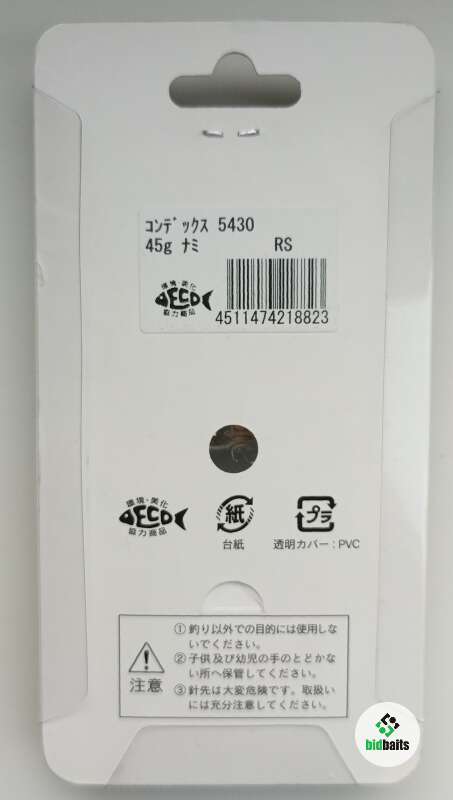 コンデックス 5430
45g ナミ RS
環境・美化
ECO
協力商品
4511474218823
環境・美化
ECO
協力商品
紙
台紙
プラ
透明カバー：PVC
注意
①釣り以外での目的には使用しな
いでください。
②子供及び幼児の手のとどかな
い所へ保管してください。
③針先は大変危険です。取扱い
には充分注意してください。
bidbaits